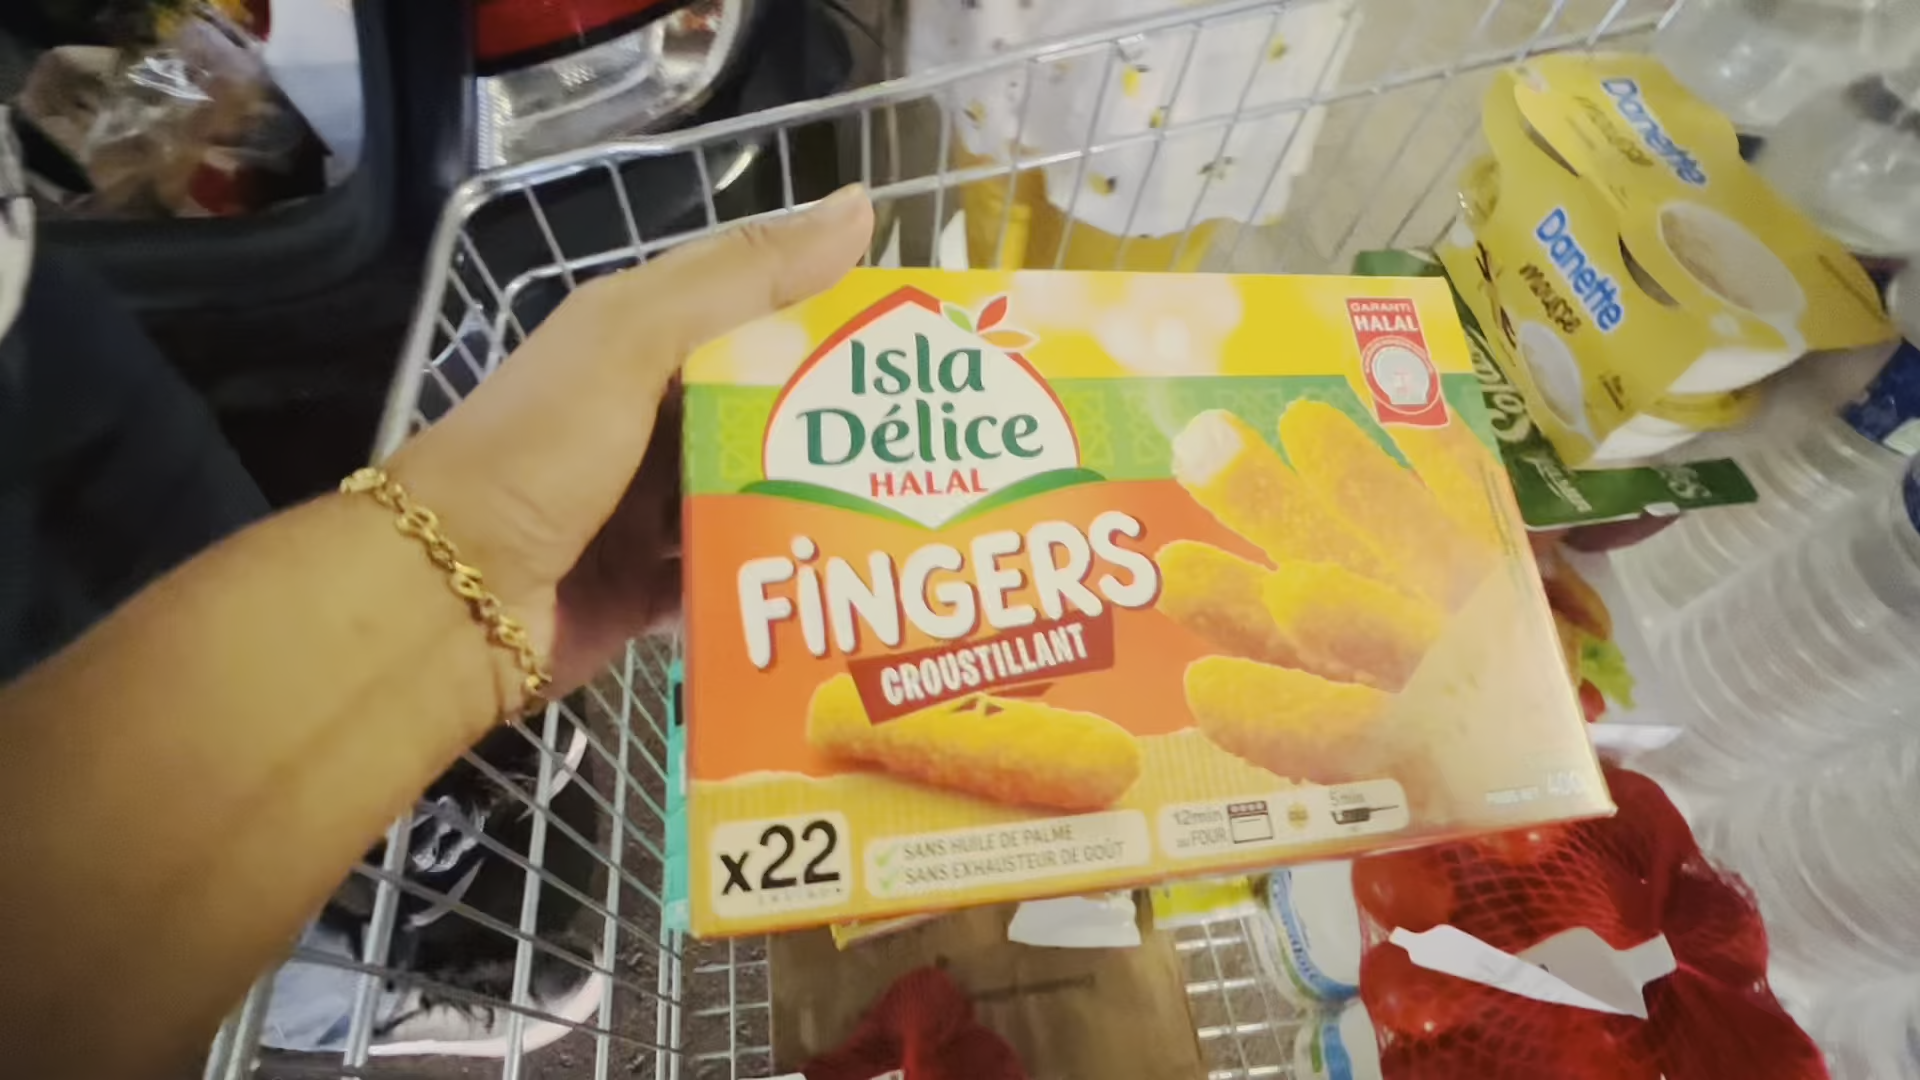 Isla
Délice
HALAL
FiNGERS
CROUSTILLANT
GARANTI
HALAL
x22
SANS HUILE DE PALME
SANS EXHAUSTEUR DE GOÛT
12min
au FOUR
5min
Danette
Danette
mousse